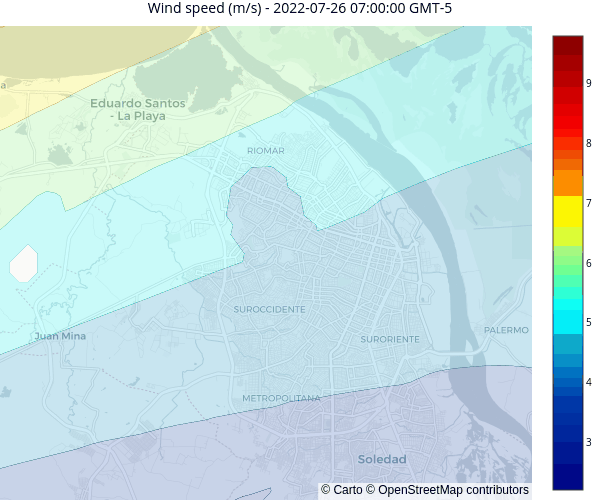 Wind speed (m/s) - 2022-07-26 07:00:00 GMT-5
a
Eduardo Santos
- La Playa
RIOMAR
SUROCCIDENTE
Juan Mina
SURORIENTE
PALERMO
METROPOLITANA
Soledad
© Carto © OpenStreetMap contributors
9
8
7
6
5
4
3